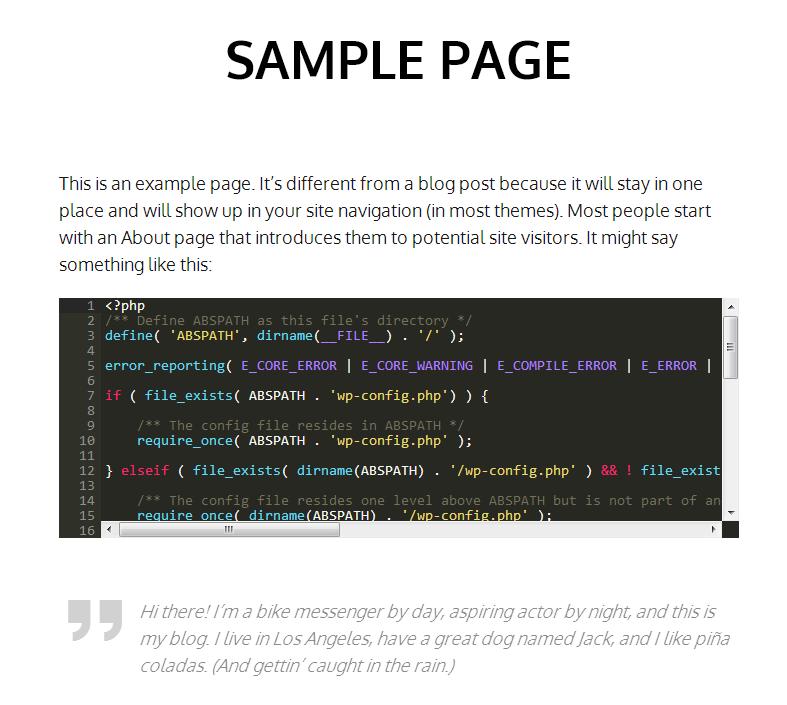 SAMPLE PAGE
This is an example page. It’s different from a blog post because it will stay in one
place and will show up in your site navigation (in most themes). Most people start
with an About page that introduces them to potential site visitors. It might say
something like this:
1 <?php
2 /** Define ABSPATH as this file's directory */
3 define( 'ABSPATH', dirname(__FILE__) . '/' );
4
5 error_reporting( E_CORE_ERROR | E_CORE_WARNING | E_COMPILE_ERROR | E_ERROR |
6
7 if ( file_exists( ABSPATH . 'wp-config.php') ) {
8
9     /** The config file resides in ABSPATH */
10     require_once( ABSPATH . 'wp-config.php' );
11
12 } elseif ( file_exists( dirname(ABSPATH) . '/wp-config.php' ) && ! file_exist
13
14     /** The config file resides one level above ABSPATH but is not part of an
15     require_once( dirname(ABSPATH) . '/wp-config.php' );
16
Hi there! I’m a bike messenger by day, aspiring actor by night, and this is
my blog. I live in Los Angeles, have a great dog named Jack, and I like piña
coladas. (And gettin’ caught in the rain.)